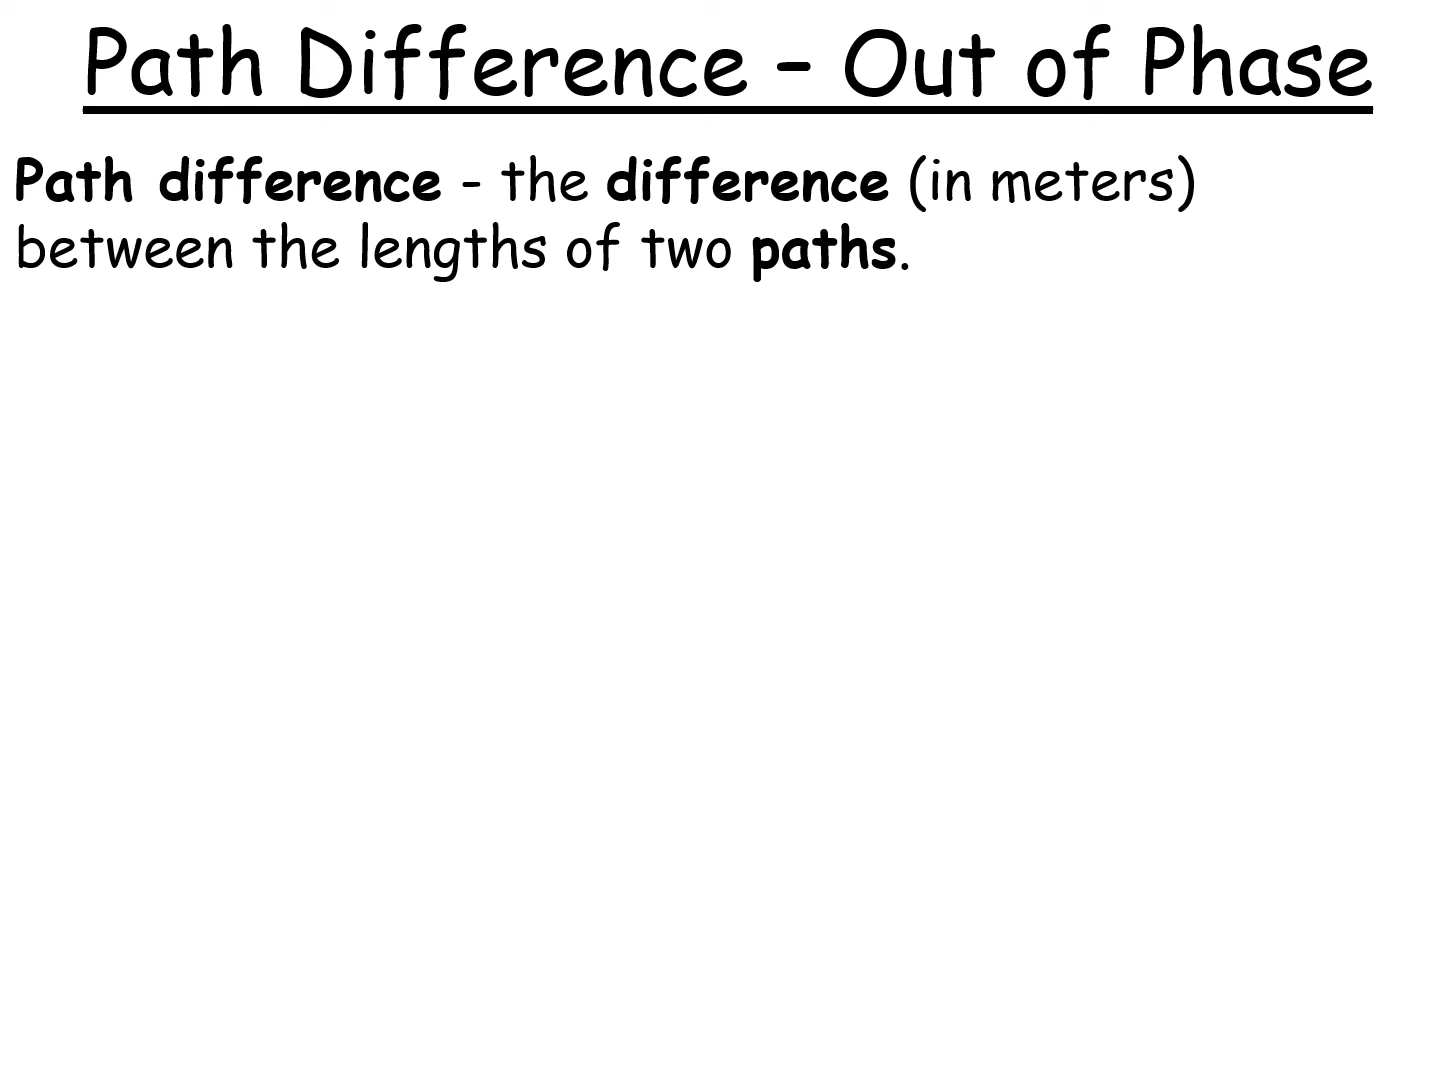 Path Difference – Out of Phase
Path difference - the difference (in meters)
between the lengths of two paths.